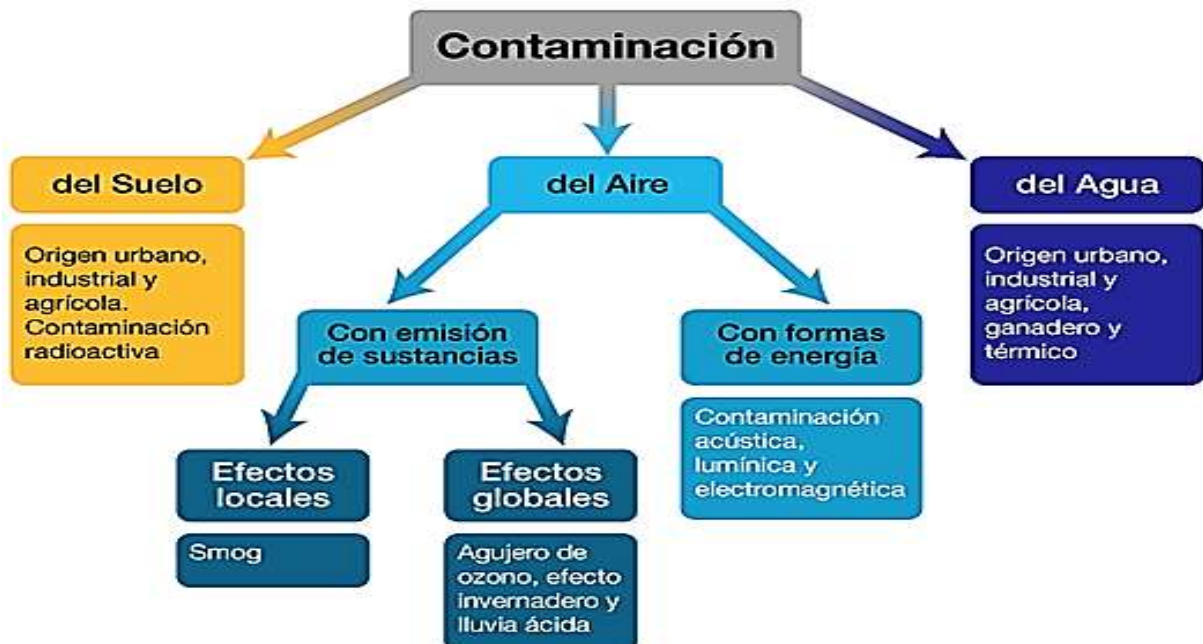 Contaminación
del Suelo
Origen urbano,
industrial y
agrícola.
Contaminación
radioactiva
del Aire
Con emisión
de sustancias
Efectos
locales
Smog
Efectos
globales
Agujero de
ozono, efecto
invernadero y
lluvia ácida
Con formas
de energía
Contaminación
acústica,
lumínica y
electromagnética
del Agua
Origen urbano,
industrial y
agrícola,
ganadero y
térmico